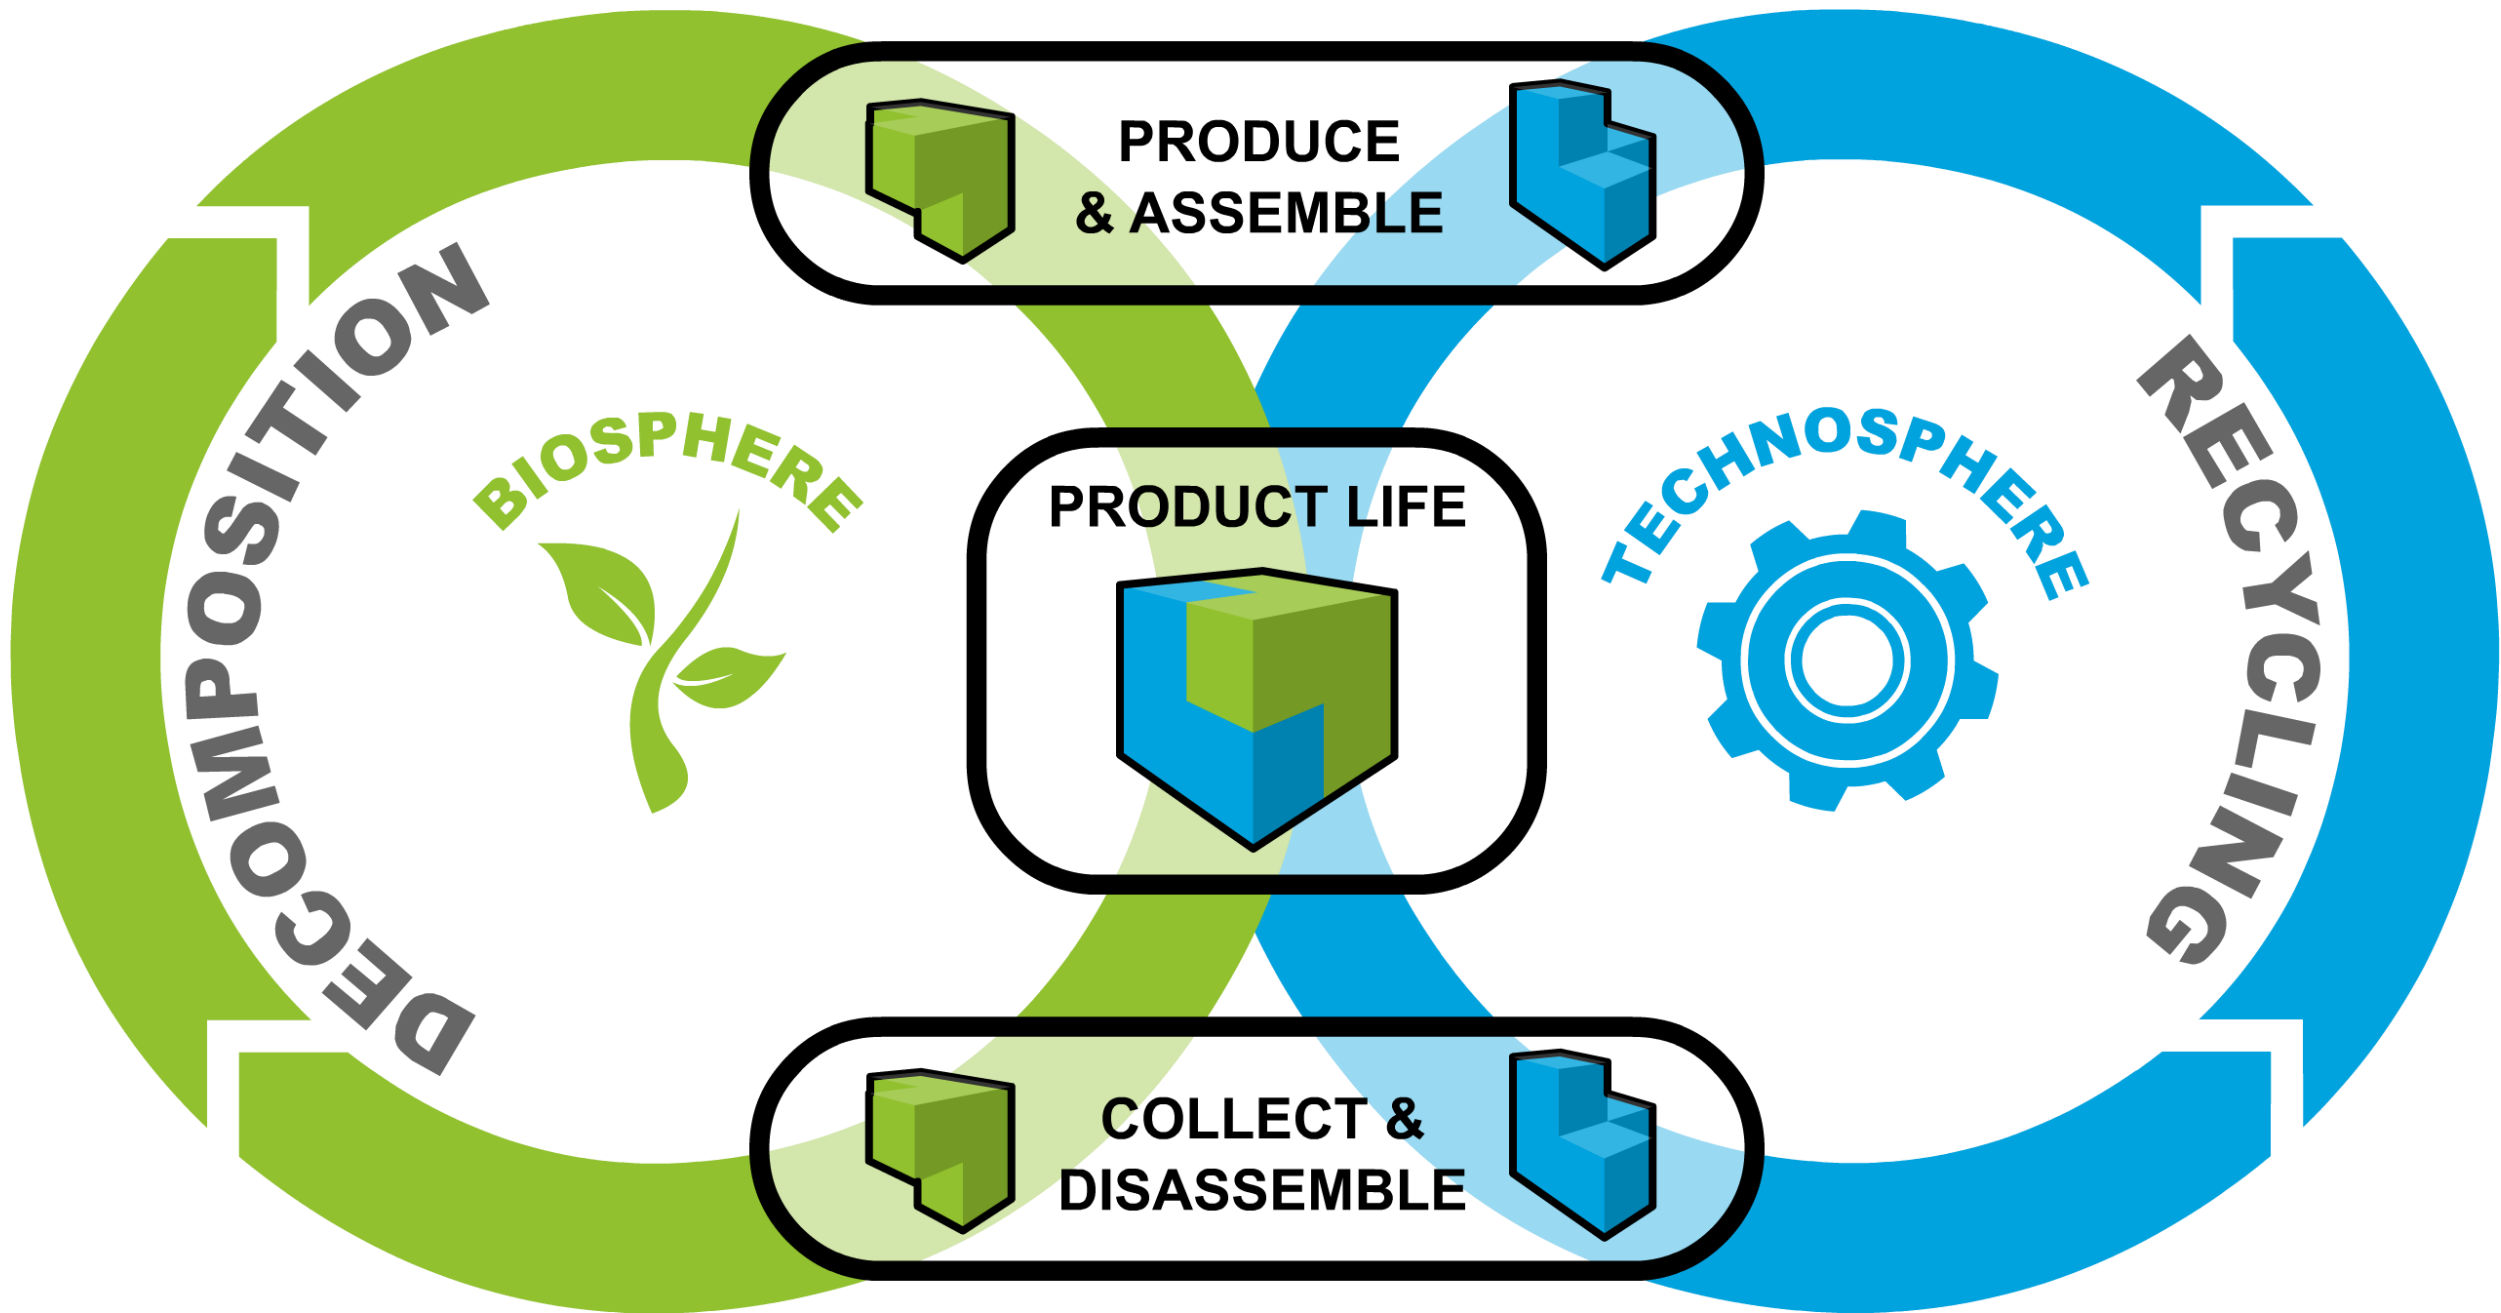 PRODUCE
& ASSEMBLE
DECOMPOSITION
BIOSPHERE
PRODUCT LIFE
TECHNOSPHERE
RECYCLING
COLLECT &
DISASSEMBLE